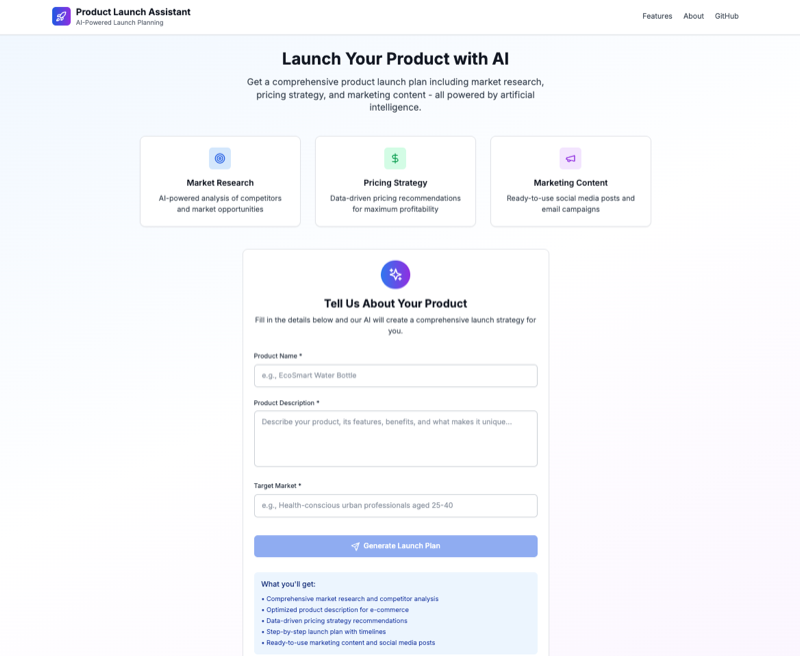 Product Launch Assistant
AI-Powered Launch Planning
Features
About
GitHub
Launch Your Product with AI
Get a comprehensive product launch plan including market research,
pricing strategy, and marketing content - all powered by artificial
intelligence.
Market Research
AI-powered analysis of competitors
and market opportunities
Pricing Strategy
Data-driven pricing recommendations
for maximum profitability
Marketing Content
Ready-to-use social media posts and
email campaigns
Tell Us About Your Product
Fill in the details below and our AI will create a comprehensive launch strategy for
you.
Product Name *
e.g., EcoSmart Water Bottle
Product Description *
Describe your product, its features, benefits, and what makes it unique...
Target Market *
e.g., Health-conscious urban professionals aged 25-40
Generate Launch Plan
What you'll get:
• Comprehensive market research and competitor analysis
• Optimized product description for e-commerce
• Data-driven pricing strategy recommendations
• Step-by-step launch plan with timelines
• Ready-to-use marketing content and social media posts